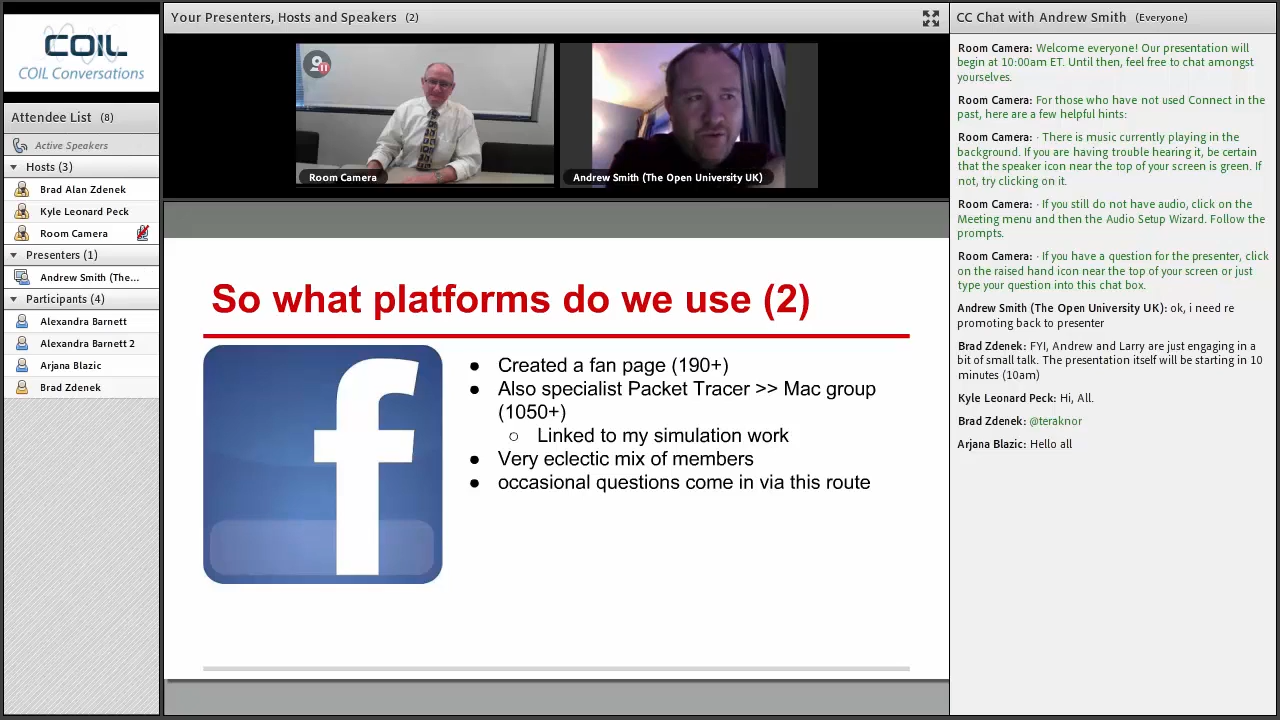 COIL
COIL Conversations
Attendee List (8)
Active Speakers
Hosts (3)
Brad Alan Zdenek
Kyle Leonard Peck
Room Camera
Presenters (1)
Andrew Smith (The...
Participants (4)
Alexandra Barnett
Alexandra Barnett 2
Arjana Blazic
Brad Zdenek
Your Presenters, Hosts and Speakers (2)
Room Camera
Andrew Smith (The Open University UK)
So what platforms do we use (2)
f
● Created a fan page (190+)
● Also specialist Packet Tracer >> Mac group
(1050+)
○ Linked to my simulation work
● Very eclectic mix of members
● occasional questions come in via this route
CC Chat with Andrew Smith (Everyone)
Room Camera: Welcome everyone! Our presentation will
begin at 10:00am ET. Until then, feel free to chat amongst
yourselves.
Room Camera: For those who have not used Connect in the
past, here are a few helpful hints:
Room Camera: · There is music currently playing in the
background. If you are having trouble hearing it, be certain
that the speaker icon near the top of your screen is green. If
not, try clicking on it.
Room Camera: · If you still do not have audio, click on the
Meeting menu and then the Audio Setup Wizard. Follow the
prompts.
Room Camera: · If you have a question for the presenter, click
on the raised hand icon near the top of your screen or just
type your question into this chat box.
Andrew Smith (The Open University UK): ok, i need re
promoting back to presenter
Brad Zdenek: FYI, Andrew and Larry are just engaging in a
bit of small talk. The presentation itself will be starting in 10
minutes (10am)
Kyle Leonard Peck: Hi, All.
Brad Zdenek: @teraknor
Arjana Blazic: Hello all